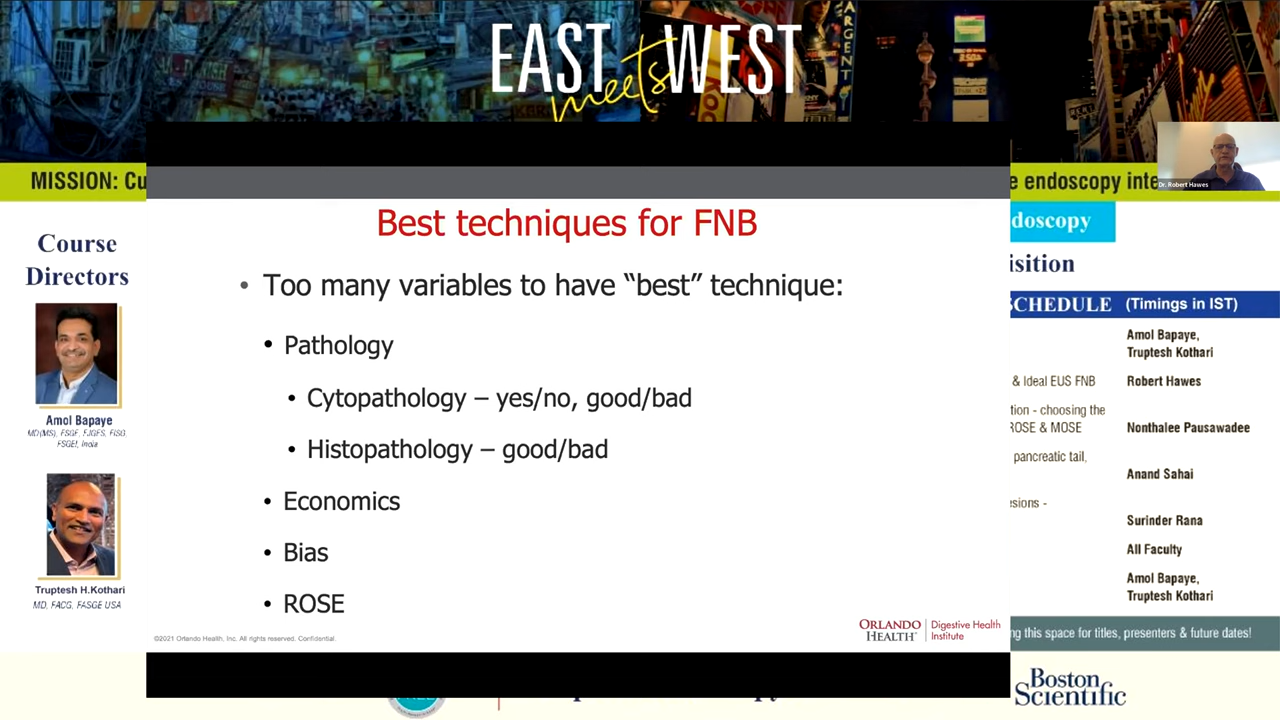 EAST meets WEST
MISSION: Cu
e endoscopy inte
Dr. Robert Hawes
Course
Directors
Amol Bapaye
MD(MS), FSGE, FJGES, FISG,
FSGEI, India
Truptesh H.Kothari
MD, FACG, FASGE USA
Best techniques for FNB
• Too many variables to have “best” technique:
• Pathology
• Cytopathology – yes/no, good/bad
• Histopathology – good/bad
• Economics
• Bias
• ROSE
©2021 Orlando Health, Inc. All rights reserved. Confidential.
ORLANDO HEALTH
Digestive Health
Institute
doscopy
isition
SCHEDULE (Timings in IST)
Amol Bapaye,
Truptesh Kothari
& Ideal EUS FNB Robert Hawes
tion - choosing the
ROSE & MOSE Nonthalee Pausawadee
pancreatic tail,
Anand Sahai
esions -
Surinder Rana
All Faculty
Amol Bapaye,
Truptesh Kothari
ng this space for titles, presenters & future dates!
Boston
Scientific